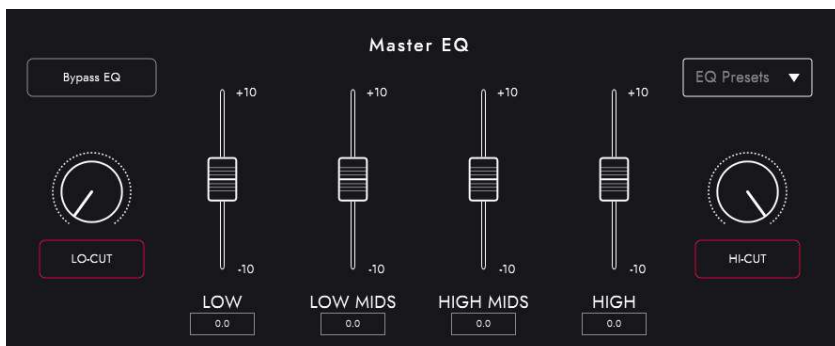 Master EQ
Bypass EQ
EQ Presets
+10
+10
+10
+10
LO-CUT
HI-CUT
-10
-10
-10
-10
LOW
LOW MIDS
HIGH MIDS
HIGH
0.0
0.0
0.0
0.0